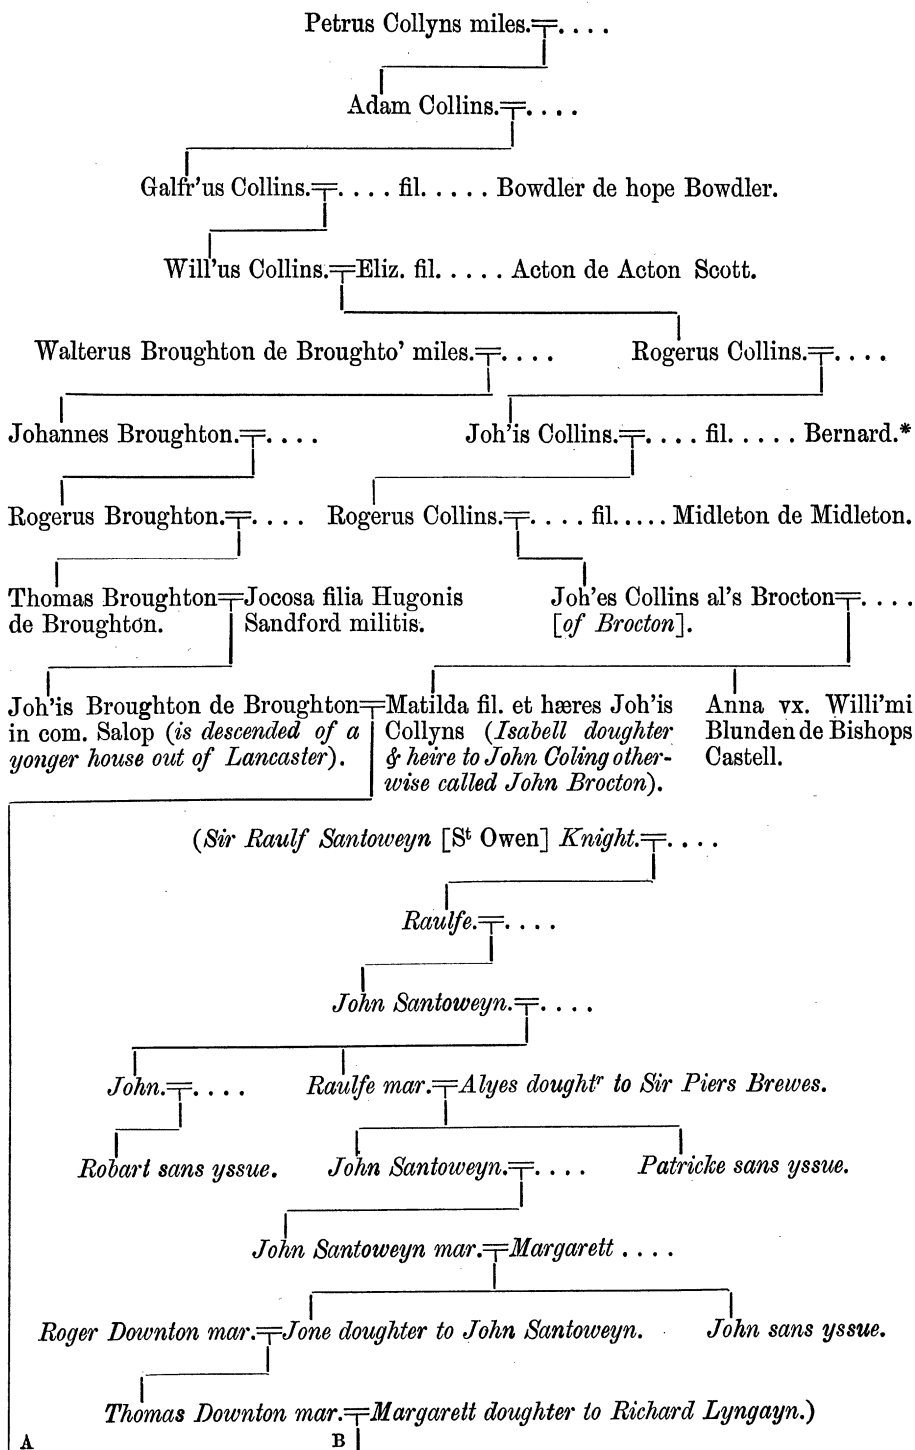 Petrus Collyns miles. . . . .
Adam Collins. . . . .
Galfr'us Collins. . . . . fil. . . . . Bowdler de hope Bowdler.
Will'us Collins. Eliz. fil. . . . . Acton de Acton Scott.
Walterus Broughton de Broughto' miles. . . . . Rogerus Collins. . . . .
Johannes Broughton. . . . . Joh'is Collins. . . . . fil. . . . . Bernard.*
Rogerus Broughton. . . . . Rogerus Collins. . . . . fil. . . . . Midleton de Midleton.
Thomas Broughton Jocosa filia Hugonis Joh'es Collins al's Brocton . . . .
de Broughton. Sandford militis. [of Brocton].
Joh'is Broughton de Broughton Matilda fil. et hæres Joh'is Anna vx. Willi'mi
in com. Salop (is descended of a Collyns (Isabell doughter Blunden de Bishops
yonger house out of Lancaster). & heire to John Coling other- Castell.
wise called John Brocton).
(Sir Raulf Santoweyn [St Owen] Knight. . . . .
Raulfe. . . . .
John Santoweyn. . . . .
John. . . . . Raulfe mar. Alyes doughtr to Sir Piers Brewes.
Robart sans yssue. John Santoweyn. . . . . Patricke sans yssue.
John Santoweyn mar. Margarett . . . .
Roger Downton mar. Jone doughter to John Santoweyn. John sans yssue.
Thomas Downton mar. Margarett doughter to Richard Lyngayn.)
A B